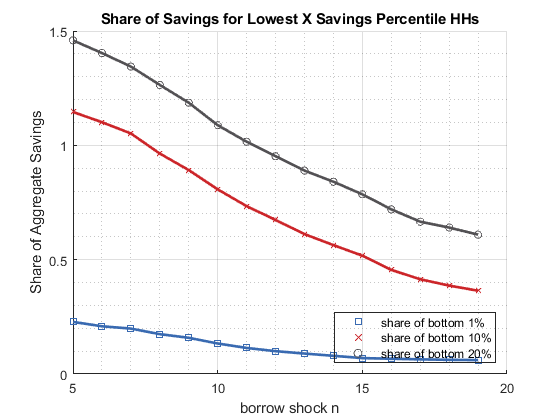 Share of Savings for Lowest X Savings Percentile HHs
1.5
1
0.5
0
Share of Aggregate Savings
share of bottom 1%
share of bottom 10%
share of bottom 20%
5
10
15
20
borrow shock n